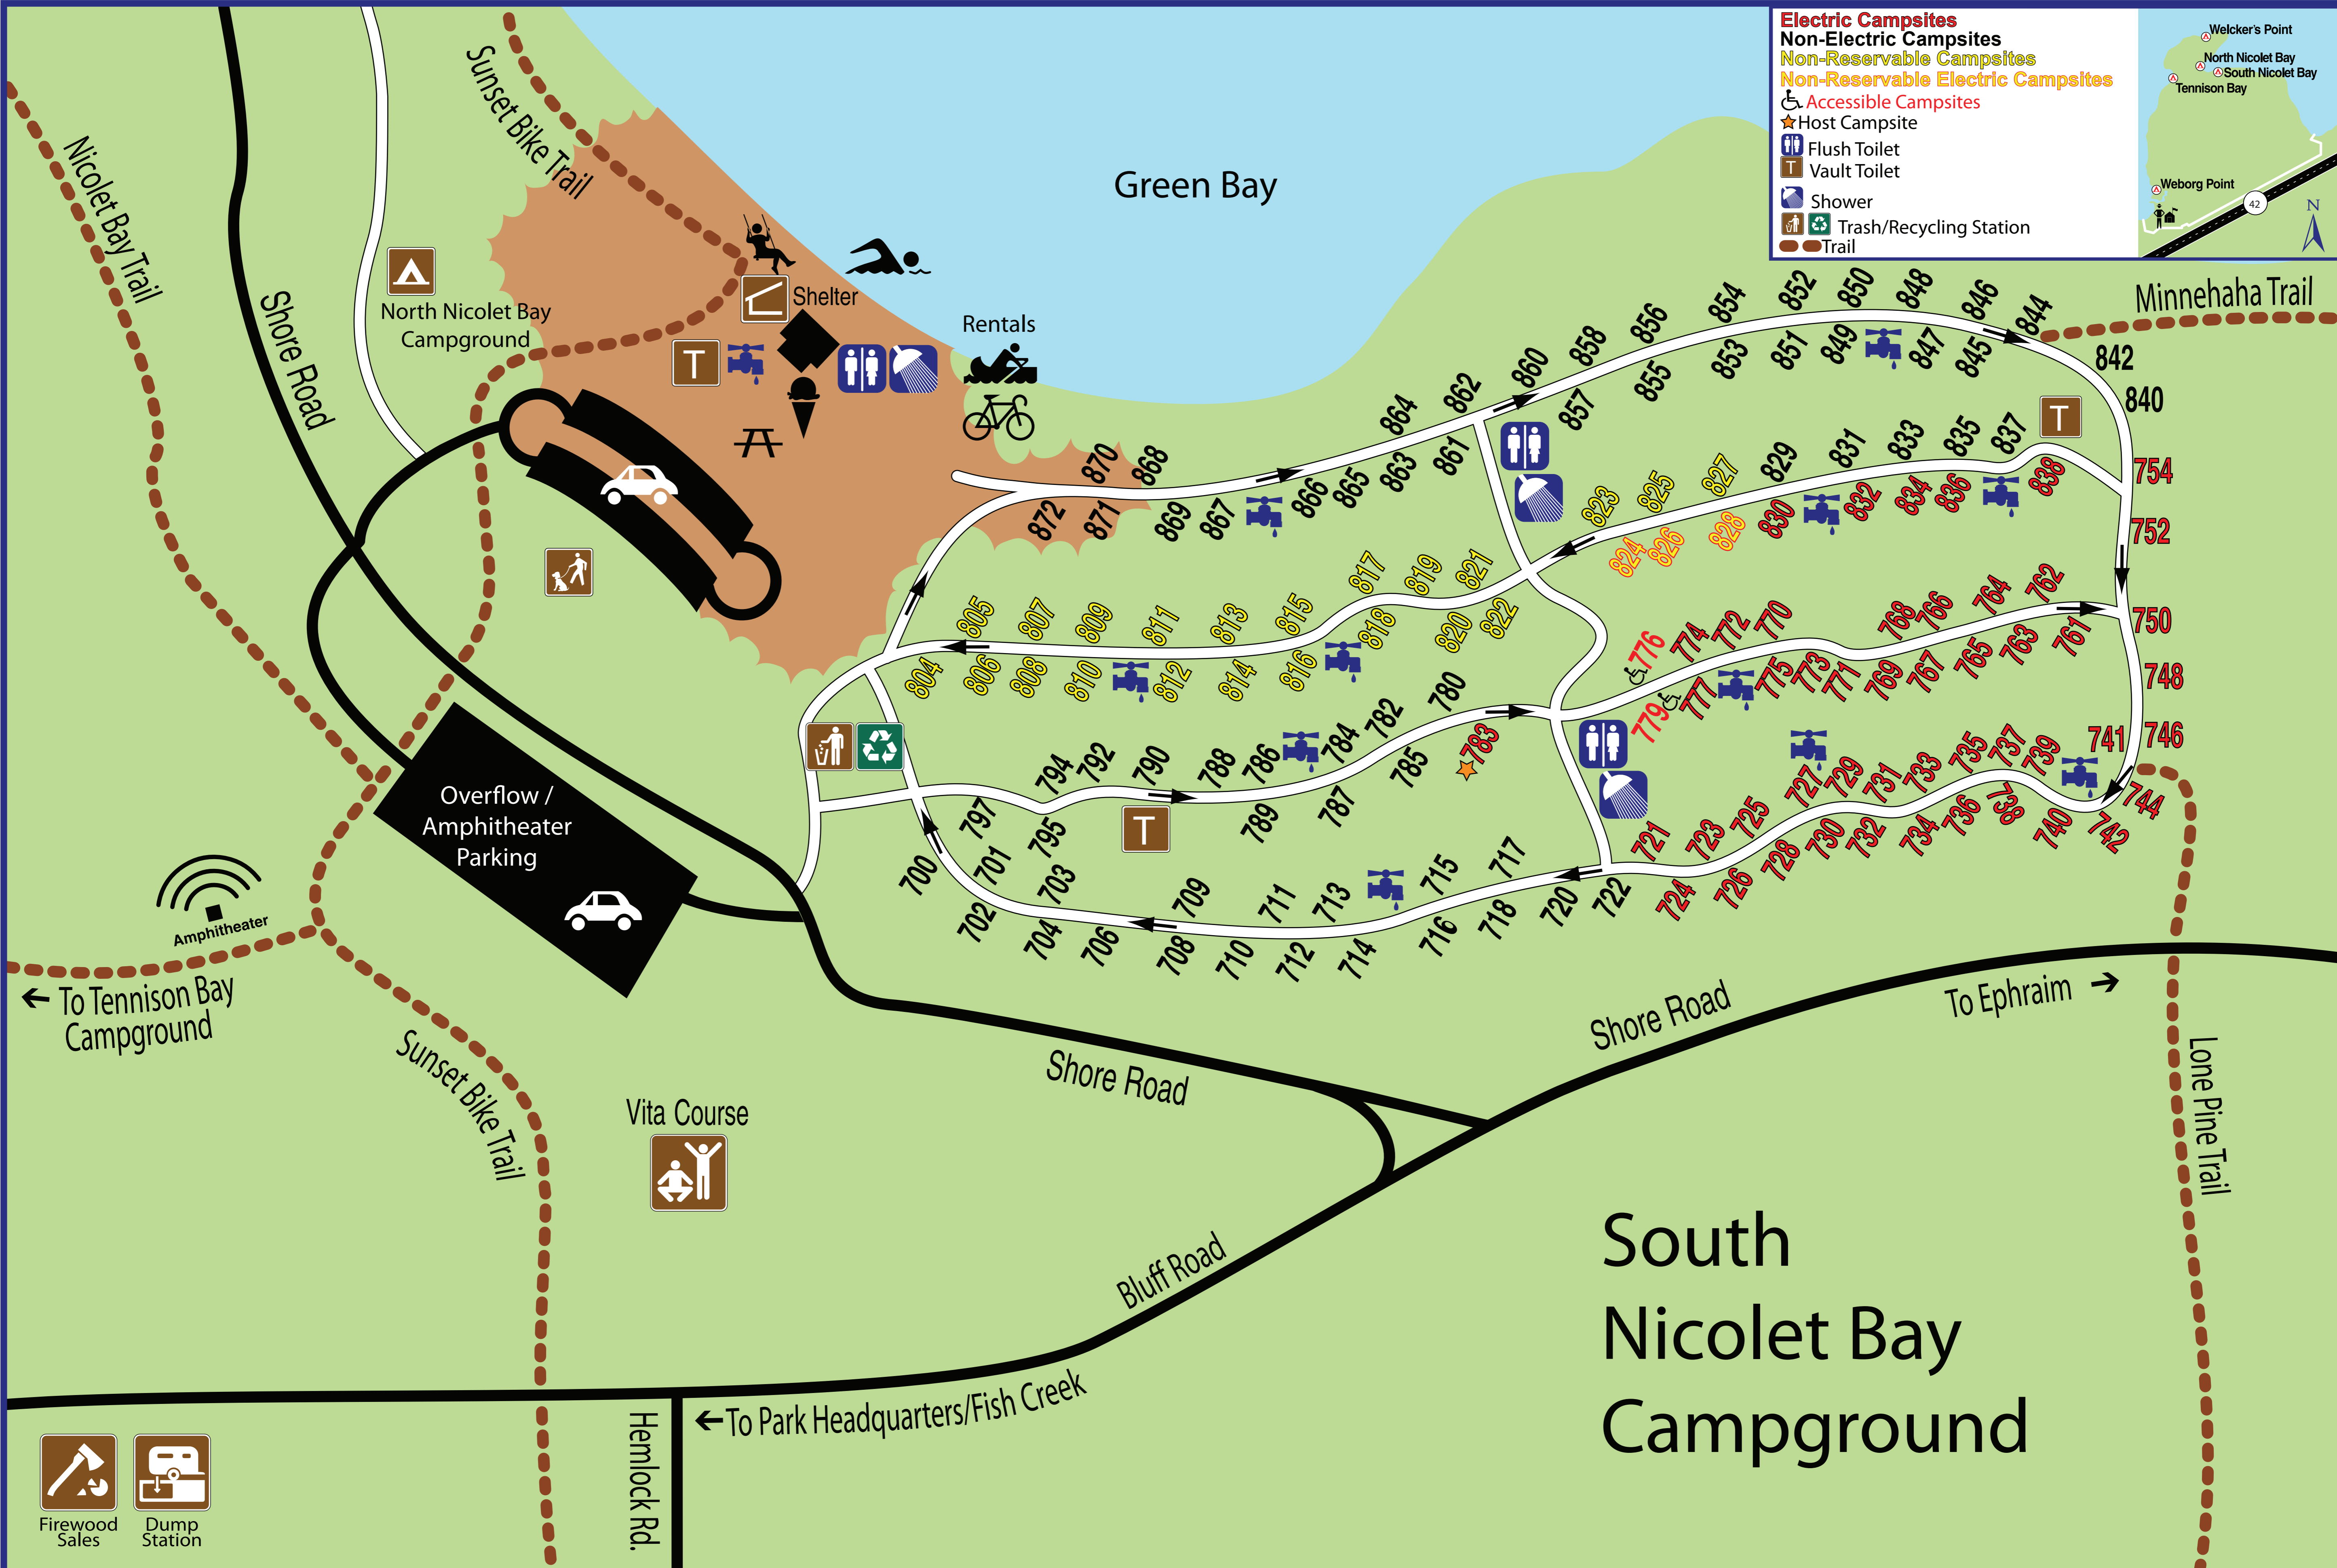 Electric Campsites
Non-Electric Campsites
Non-Reservable Campsites
Non-Reservable Electric Campsites
Accessible Campsites
Host Campsite
Flush Toilet
T
Vault Toilet
Shower
Trash/Recycling Station
Trail
Welcker's Point
North Nicolet Bay
South Nicolet Bay
Tennison Bay
Weborg Point
42
N
Sunset Bike Trail
Nicolet Bay Trail
Shore Road
North Nicolet Bay
Campground
Green Bay
Shelter
Rentals
T
Minnehaha Trail
870
868
864
862
860
858
856
854
852
850
848
846
844
842
840
872
871
869
867
866
865
863
861
857
855
853
851
849
847
845
T
823
825
827
829
831
833
835
837
824
826
828
830
832
834
836
838
754
752
750
748
746
805
807
809
811
813
815
817
819
821
804
806
808
810
812
814
816
818
820
822
776
774
772
770
768
766
764
762
779
777
775
773
771
769
767
765
763
761
794
792
790
788
786
784
782
780
797
795
789
787
785
783
T
721
723
725
727
729
731
733
735
737
739
741
724
726
728
730
732
734
736
738
740
742
744
700
701
703
709
711
713
715
717
702
704
706
708
710
712
714
716
718
720
722
Overflow /
Amphitheater
Parking
Amphitheater
To Tennison Bay
Campground
Sunset Bike Trail
Vita Course
Shore Road
Shore Road
To Ephraim
Lone Pine Trail
Bluff Road
To Park Headquarters/Fish Creek
Hemlock Rd.
South
Nicolet Bay
Campground
Firewood
Sales
Dump
Station